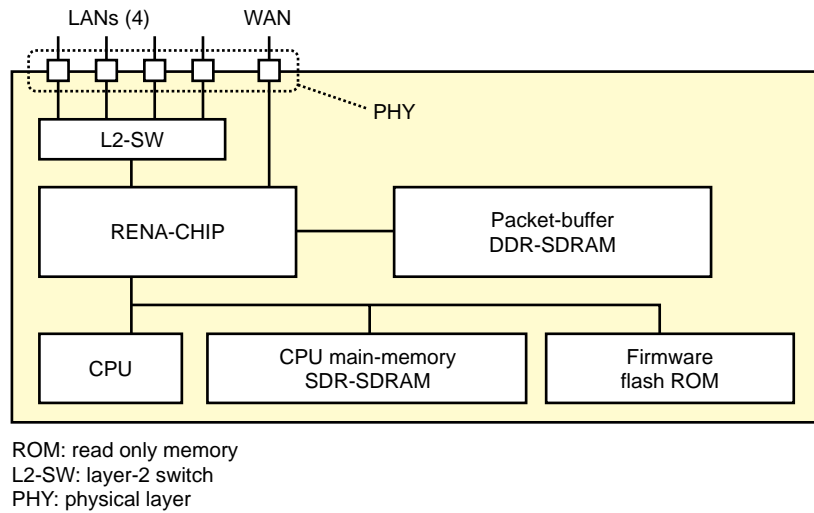 LANs (4)
WAN
PHY
L2-SW
RENA-CHIP
Packet-buffer
DDR-SDRAM
CPU
CPU main-memory
SDR-SDRAM
Firmware
flash ROM
ROM: read only memory
L2-SW: layer-2 switch
PHY: physical layer